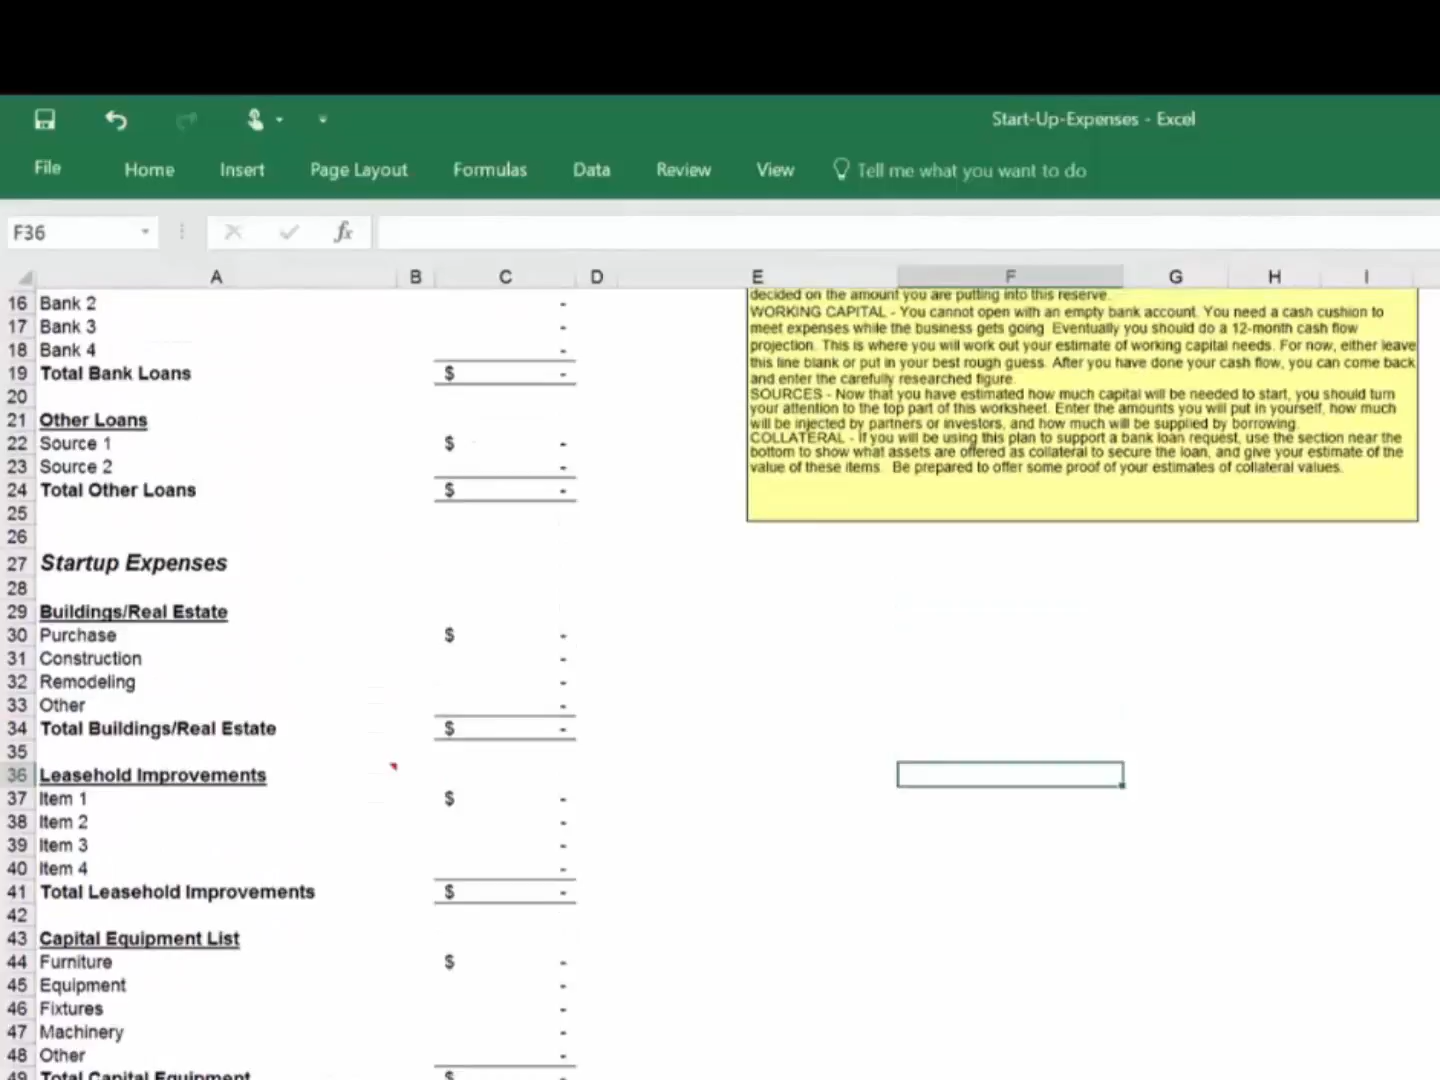 Start-Up-Expenses - Excel
File Home Insert Page Layout Formulas Data Review View Tell me what you want to do
F36 fx
A B C D E F G H I
decided on the amount you are putting into this reserve.
WORKING CAPITAL - You cannot open with an empty bank account. You need a cash cushion to
meet expenses while the business gets going Eventually you should do a 12-month cash flow
projection. This is where you will work out your estimate of working capital needs. For now, either leave
this line blank or put in your best rough guess. After you have done your cash flow, you can come back
and enter the carefully researched figure.
SOURCES - Now that you have estimated how much capital will be needed to start, you should turn
your attention to the top part of this worksheet. Enter the amounts you will put in yourself, how much
will be injected by partners or investors, and how much will be supplied by borrowing.
COLLATERAL - If you will be using this plan to support a bank loan request, use the section near the
bottom to show what assets are offered as collateral to secure the loan, and give your estimate of the
value of these items. Be prepared to offer some proof of your estimates of collateral values.
16 Bank 2 -
17 Bank 3 -
18 Bank 4 -
19 Total Bank Loans $ -
20
21 Other Loans
22 Source 1 $ -
23 Source 2 -
24 Total Other Loans $ -
25
26
27 Startup Expenses
28
29 Buildings/Real Estate
30 Purchase $ -
31 Construction -
32 Remodeling -
33 Other -
34 Total Buildings/Real Estate $ -
35
36 Leasehold Improvements
37 Item 1 $ -
38 Item 2 -
39 Item 3 -
40 Item 4 -
41 Total Leasehold Improvements $ -
42
43 Capital Equipment List
44 Furniture $ -
45 Equipment -
46 Fixtures -
47 Machinery -
48 Other -
49 Total Capital Equipment $